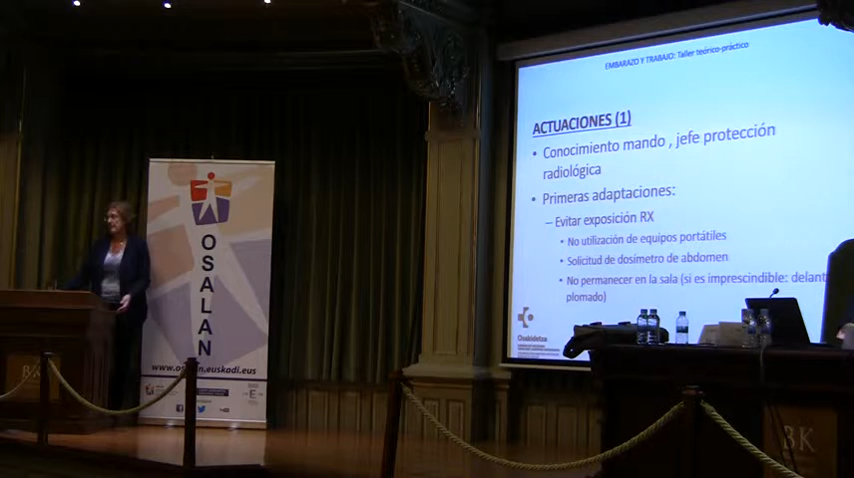 EMBARAZO Y TRABAJO: Taller teórico-práctico
ACTUACIONES (1)
• Conocimiento mando , jefe protección
radiológica
• Primeras adaptaciones:
– Evitar exposición RX
• No utilización de equipos portátiles
• Solicitud de dosímetro de abdomen
• No permanecer en la sala (si es imprescindible: delant
plomado)
Osakidetza
OSALAN
www.osalan.euskadi.eus
BK
BK